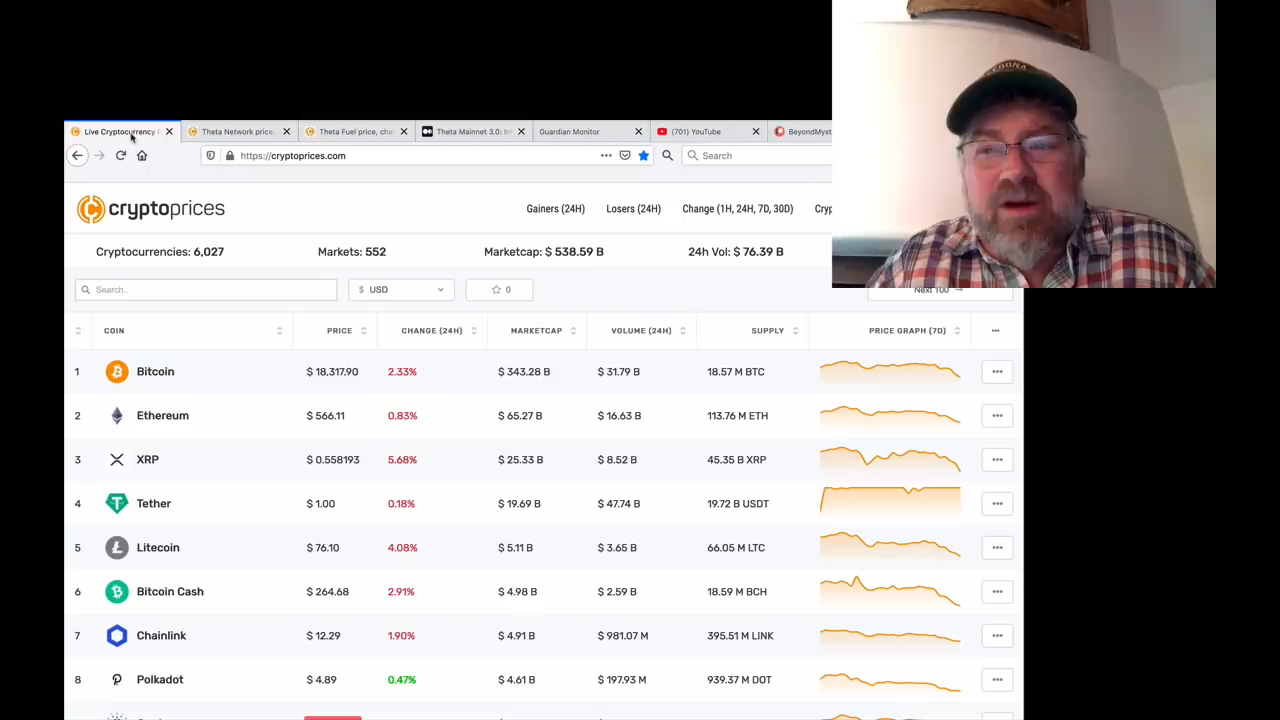 Live Cryptocurrency
Theta Network price,
Theta Fuel price, cha
Theta Mainnet 3.0: In
Guardian Monitor
(701) YouTube
BeyondMyst
https://cryptoprices.com
Search
cryptoprices
Gainers (24H)
Losers (24H)
Change (1H, 24H, 7D, 30D)
Cryp
Cryptocurrencies: 6,027
Markets: 552
Marketcap: $ 538.59 B
24h Vol: $ 76.39 B
Search..
$ USD
0
Next 100 →
COIN PRICE CHANGE (24H) MARKETCAP VOLUME (24H) SUPPLY PRICE GRAPH (7D)
1 Bitcoin $ 18,317.90 2.33% $ 343.28 B $ 31.79 B 18.57 M BTC
2 Ethereum $ 566.11 0.83% $ 65.27 B $ 16.63 B 113.76 M ETH
3 XRP $ 0.558193 5.68% $ 25.33 B $ 8.52 B 45.35 B XRP
4 Tether $ 1.00 0.18% $ 19.69 B $ 47.74 B 19.72 B USDT
5 Litecoin $ 76.10 4.08% $ 5.11 B $ 3.65 B 66.05 M LTC
6 Bitcoin Cash $ 264.68 2.91% $ 4.98 B $ 2.59 B 18.59 M BCH
7 Chainlink $ 12.29 1.90% $ 4.91 B $ 981.07 M 395.51 M LINK
8 Polkadot $ 4.89 0.47% $ 4.61 B $ 197.93 M 939.37 M DOT